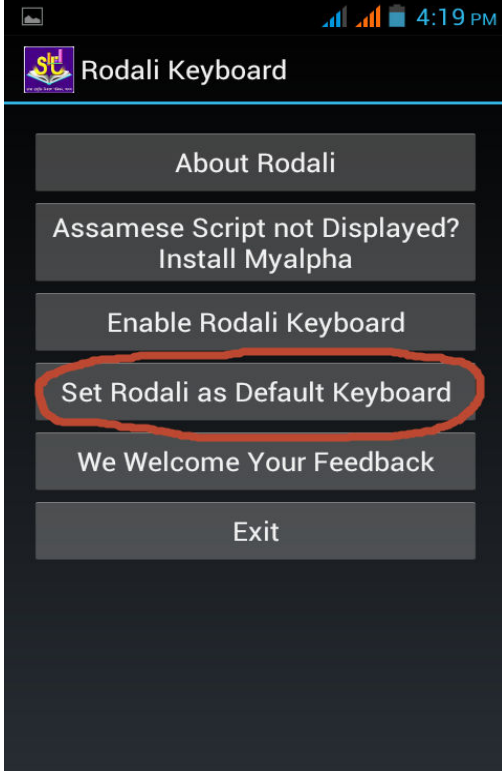 4:19 PM
Rodali Keyboard
About Rodali
Assamese Script not Displayed?
Install Myalpha
Enable Rodali Keyboard
Set Rodali as Default Keyboard
We Welcome Your Feedback
Exit